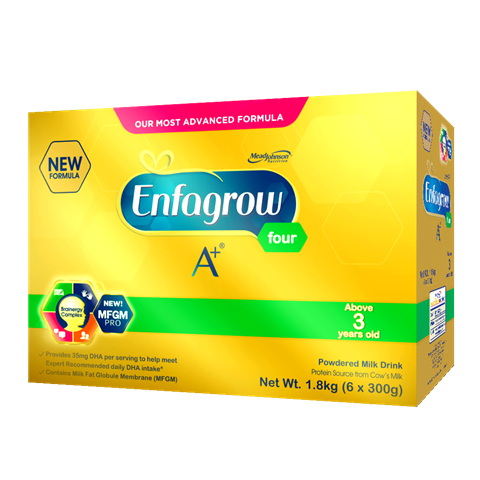 OUR MOST ADVANCED FORMULA
NEW
FORMULA
MeadJohnson
Nutrition
Enfagrow
four
A+®
Brainergy
Complex
NEW!
MFGM
PRO
Above
3
years old
Provides 35mg DHA per serving to help meet
Expert Recommended daily DHA intake*
Contains Milk Fat Globule Membrane (MFGM)
Powdered Milk Drink
Protein Source from Cow's Milk
Net Wt. 1.8kg (6 x 300g)
Enfagrow
four
A+